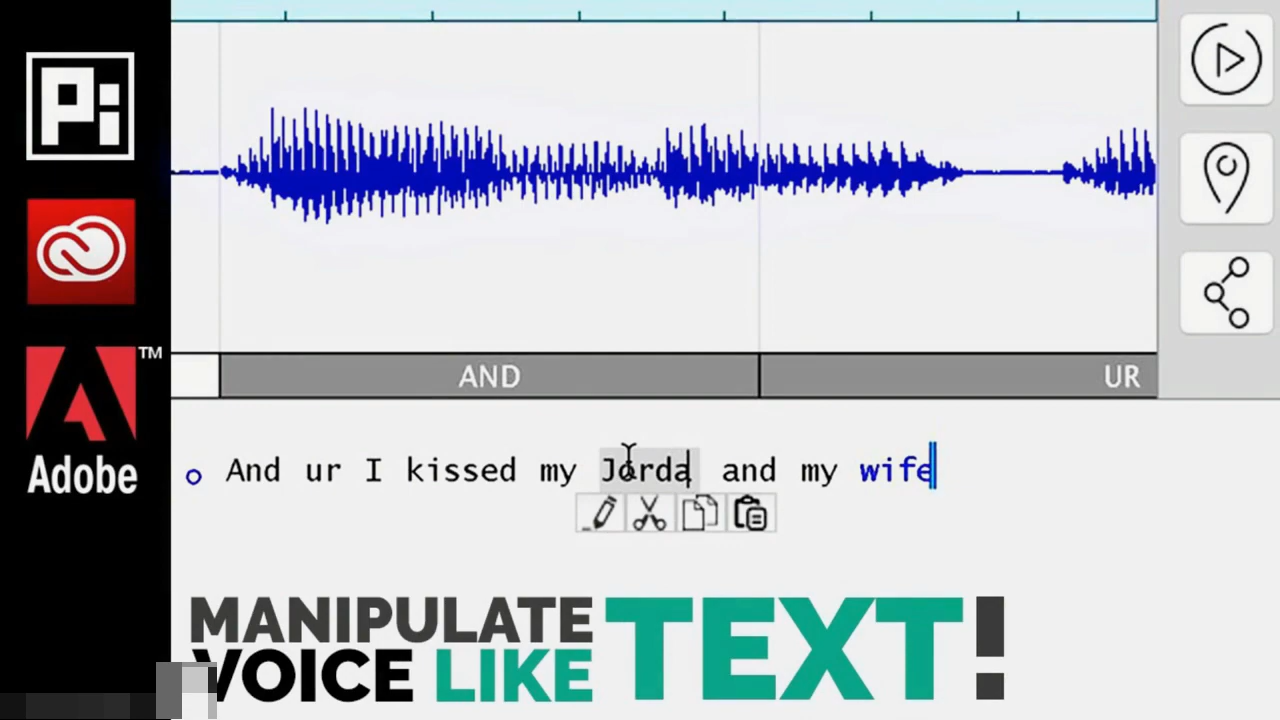 Pi
TM
Adobe
AND UR
And ur I kissed my Jorda and my wife
MANIPULATE
VOICE LIKE TEXT!